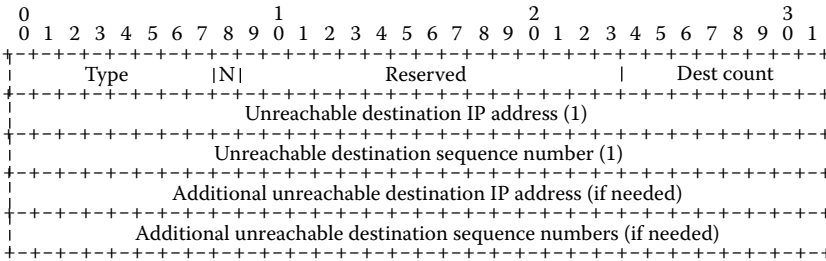 0 1 2 3
0 1 2 3 4 5 6 7 8 9 0 1 2 3 4 5 6 7 8 9 0 1 2 3 4 5 6 7 8 9 0 1
+-+-+-+-+-+-+-+-+-+-+-+-+-+-+-+-+-+-+-+-+-+-+-+-+-+-+-+-+-+-+-+-+
| Type |N| Reserved | Dest count
+-+-+-+-+-+-+-+-+-+-+-+-+-+-+-+-+-+-+-+-+-+-+-+-+-+-+-+-+-+-+-+-+
| Unreachable destination IP address (1)
+-+-+-+-+-+-+-+-+-+-+-+-+-+-+-+-+-+-+-+-+-+-+-+-+-+-+-+-+-+-+-+-+
| Unreachable destination sequence number (1)
+-+-+-+-+-+-+-+-+-+-+-+-+-+-+-+-+-+-+-+-+-+-+-+-+-+-+-+-+-+-+-+-+
| Additional unreachable destination IP address (if needed)
+-+-+-+-+-+-+-+-+-+-+-+-+-+-+-+-+-+-+-+-+-+-+-+-+-+-+-+-+-+-+-+-+
| Additional unreachable destination sequence numbers (if needed)
+-+-+-+-+-+-+-+-+-+-+-+-+-+-+-+-+-+-+-+-+-+-+-+-+-+-+-+-+-+-+-+-+